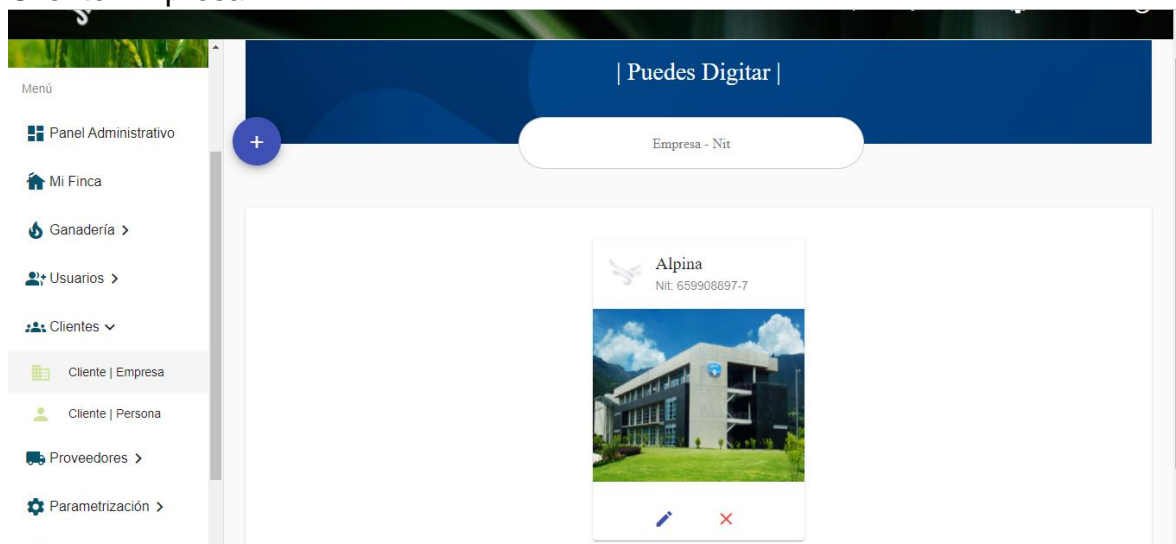 Menú
Panel Administrativo
Mi Finca
Ganadería
Usuarios
Clientes
Cliente | Empresa
Cliente | Persona
Proveedores
Parametrización
| Puedes Digitar |
+
Empresa - Nit
Alpina
Nit: 659908897-7